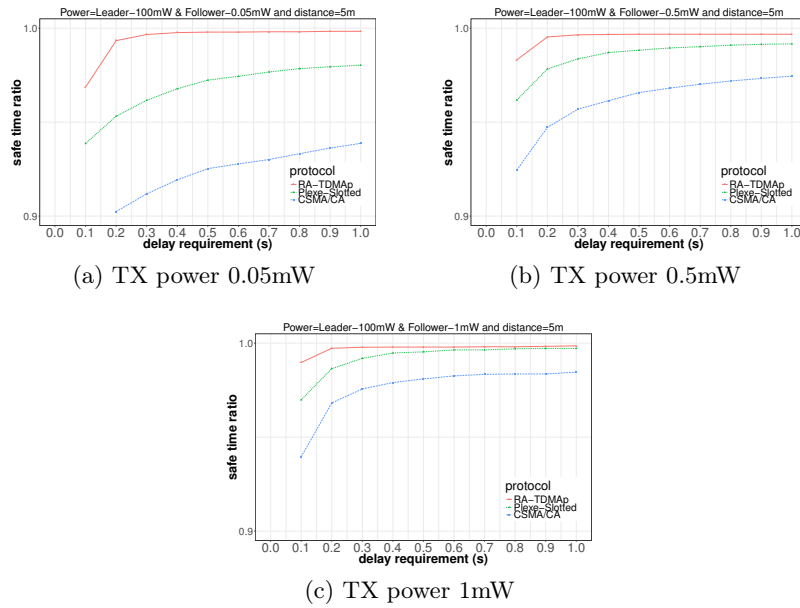 Power=Leader−100mW & Follower−0.05mW and distance=5m
1.0
0.9
safe time ratio
protocol
RA−TDMAp
Plexe−Slotted
CSMA/CA
0.0 0.1 0.2 0.3 0.4 0.5 0.6 0.7 0.8 0.9 1.0
delay requirement (s)
(a) TX power 0.05mW
Power=Leader−100mW & Follower−0.5mW and distance=5m
1.0
0.9
safe time ratio
protocol
RA−TDMAp
Plexe−Slotted
CSMA/CA
0.0 0.1 0.2 0.3 0.4 0.5 0.6 0.7 0.8 0.9 1.0
delay requirement (s)
(b) TX power 0.5mW
Power=Leader−100mW & Follower−1mW and distance=5m
1.0
0.9
safe time ratio
protocol
RA−TDMAp
Plexe−Slotted
CSMA/CA
0.0 0.1 0.2 0.3 0.4 0.5 0.6 0.7 0.8 0.9 1.0
delay requirement (s)
(c) TX power 1mW